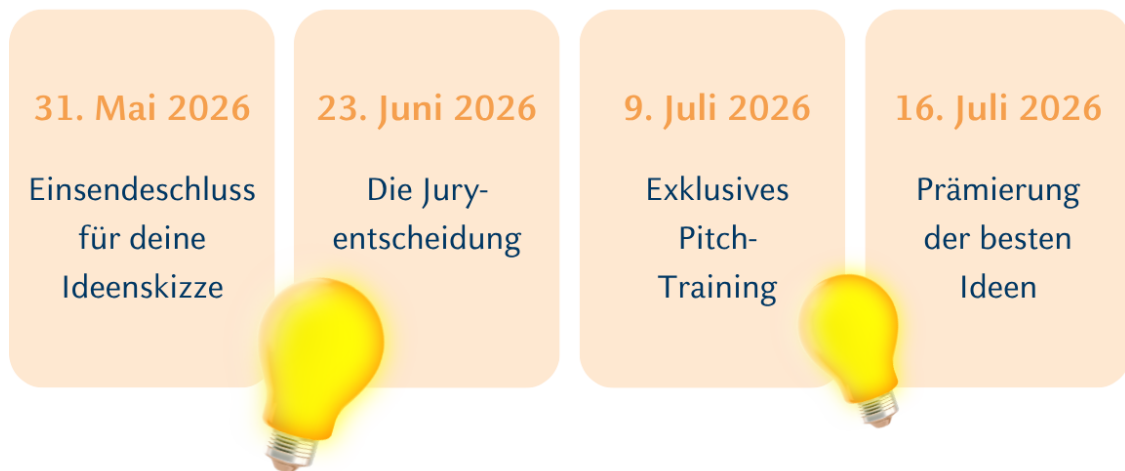 31. Mai 2026
Einsendeschluss
für deine
Ideenskizze
23. Juni 2026
Die Jury-
entscheidung
9. Juli 2026
Exklusives
Pitch-
Training
16. Juli 2026
Prämierung
der besten
Ideen